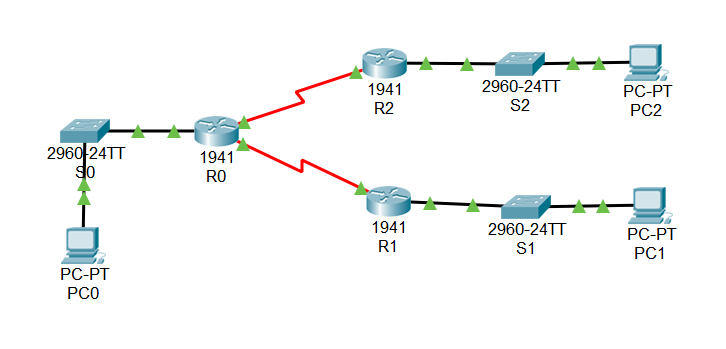 1941
R2
2960-24TT
S2
PC-PT
PC2
2960-24TT
S0
1941
R0
1941
R1
2960-24TT
S1
PC-PT
PC1
PC-PT
PC0